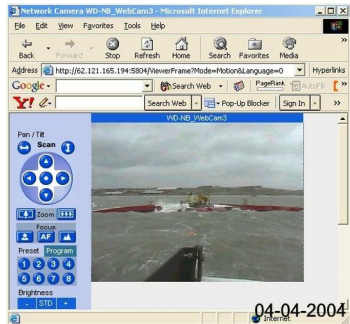 Network Camera WD-NB_WebCam3 - Microsoft Internet Explorer
File Edit View Favorites Tools Help
Back Forward Stop Refresh Home Search Favorites Media
Address http://62.121.165.194:5804/ViewerFrame?Mode=Motion&Language=0 Hyperlinks
Google Search Web PageRank AutoFill
Y! Search Web Pop-Up Blocker Sign In
WD-NB_WebCam3
Pan / Tilt
Scan
Zoom
Focus
AF
Preset Program
1 2 3 4
5 6 7 8
Brightness
- STD +
04-04-2004
Internet